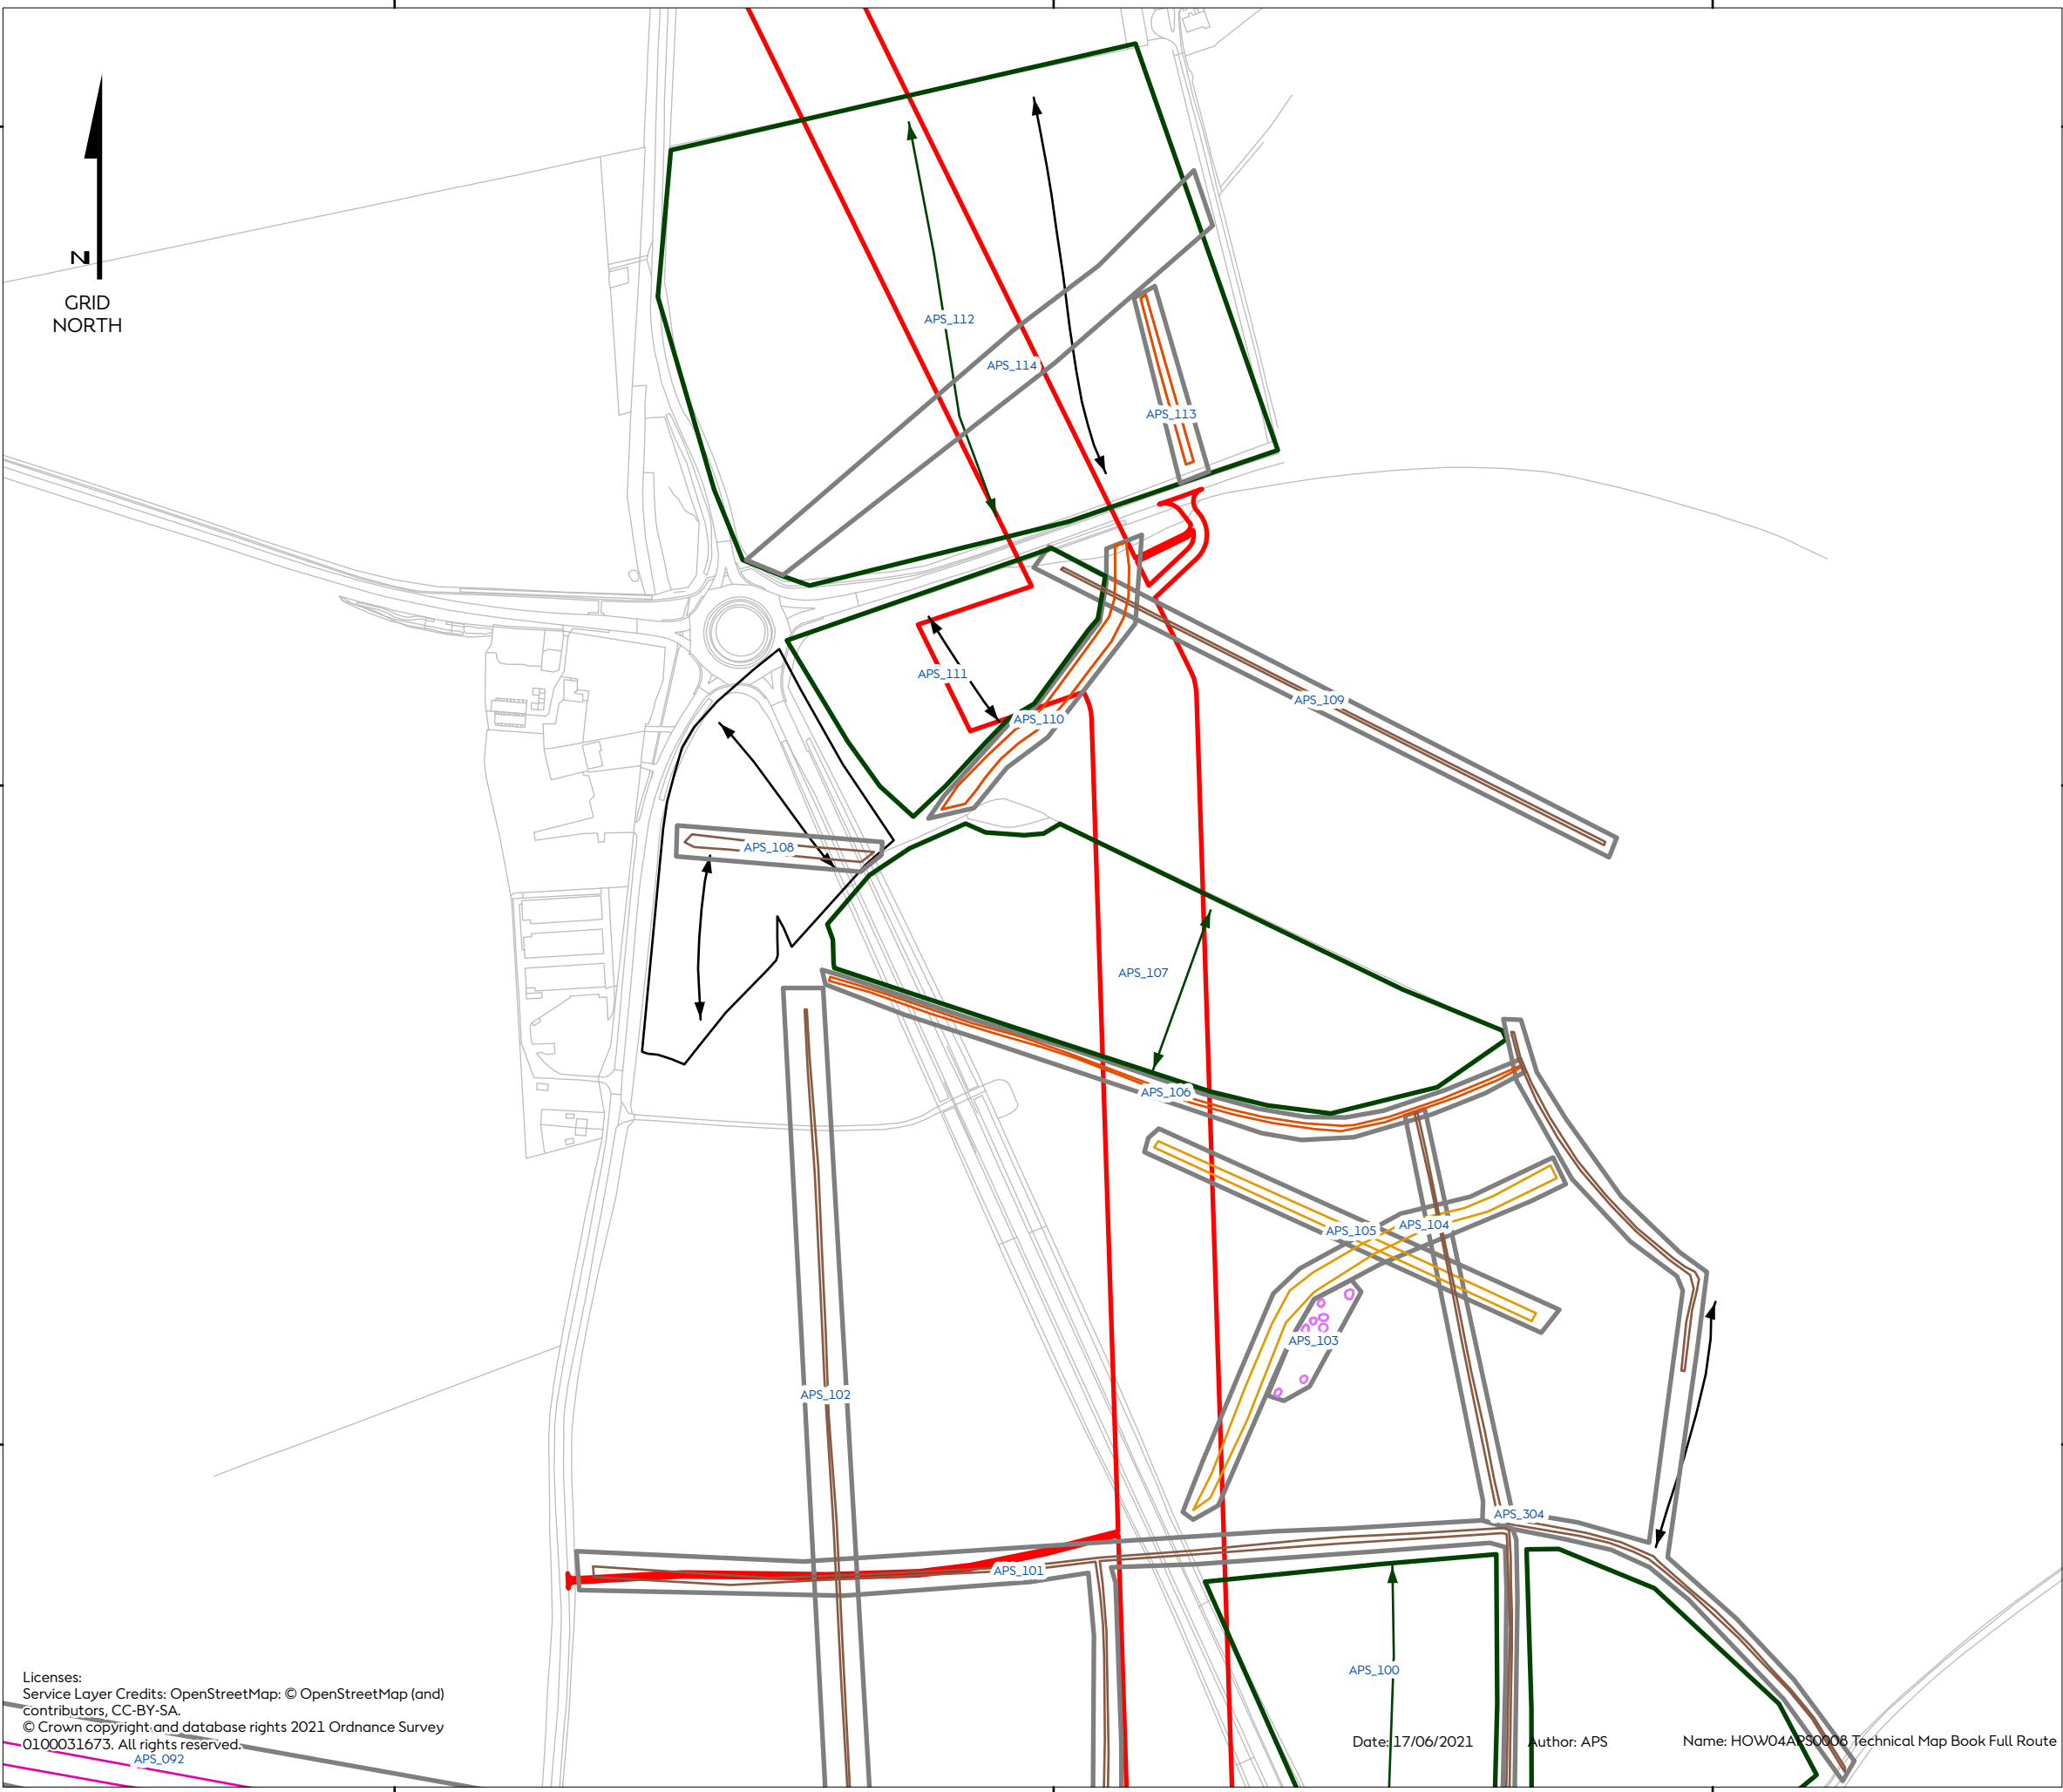 N
GRID
NORTH
APS_112
APS_114
APS_113
APS_111
APS_110
APS_109
APS_108
APS_107
APS_106
APS_105
APS_104
APS_103
APS_102
APS_304
APS_101
APS_100
Licenses:
Service Layer Credits: OpenStreetMap: © OpenStreetMap (and)
contributors, CC-BY-SA.
© Crown copyright and database rights 2021 Ordnance Survey
0100031673. All rights reserved.
APS_092
Date: 17/06/2021
Author: APS
Name: HOW04APS0008 Technical Map Book Full Route